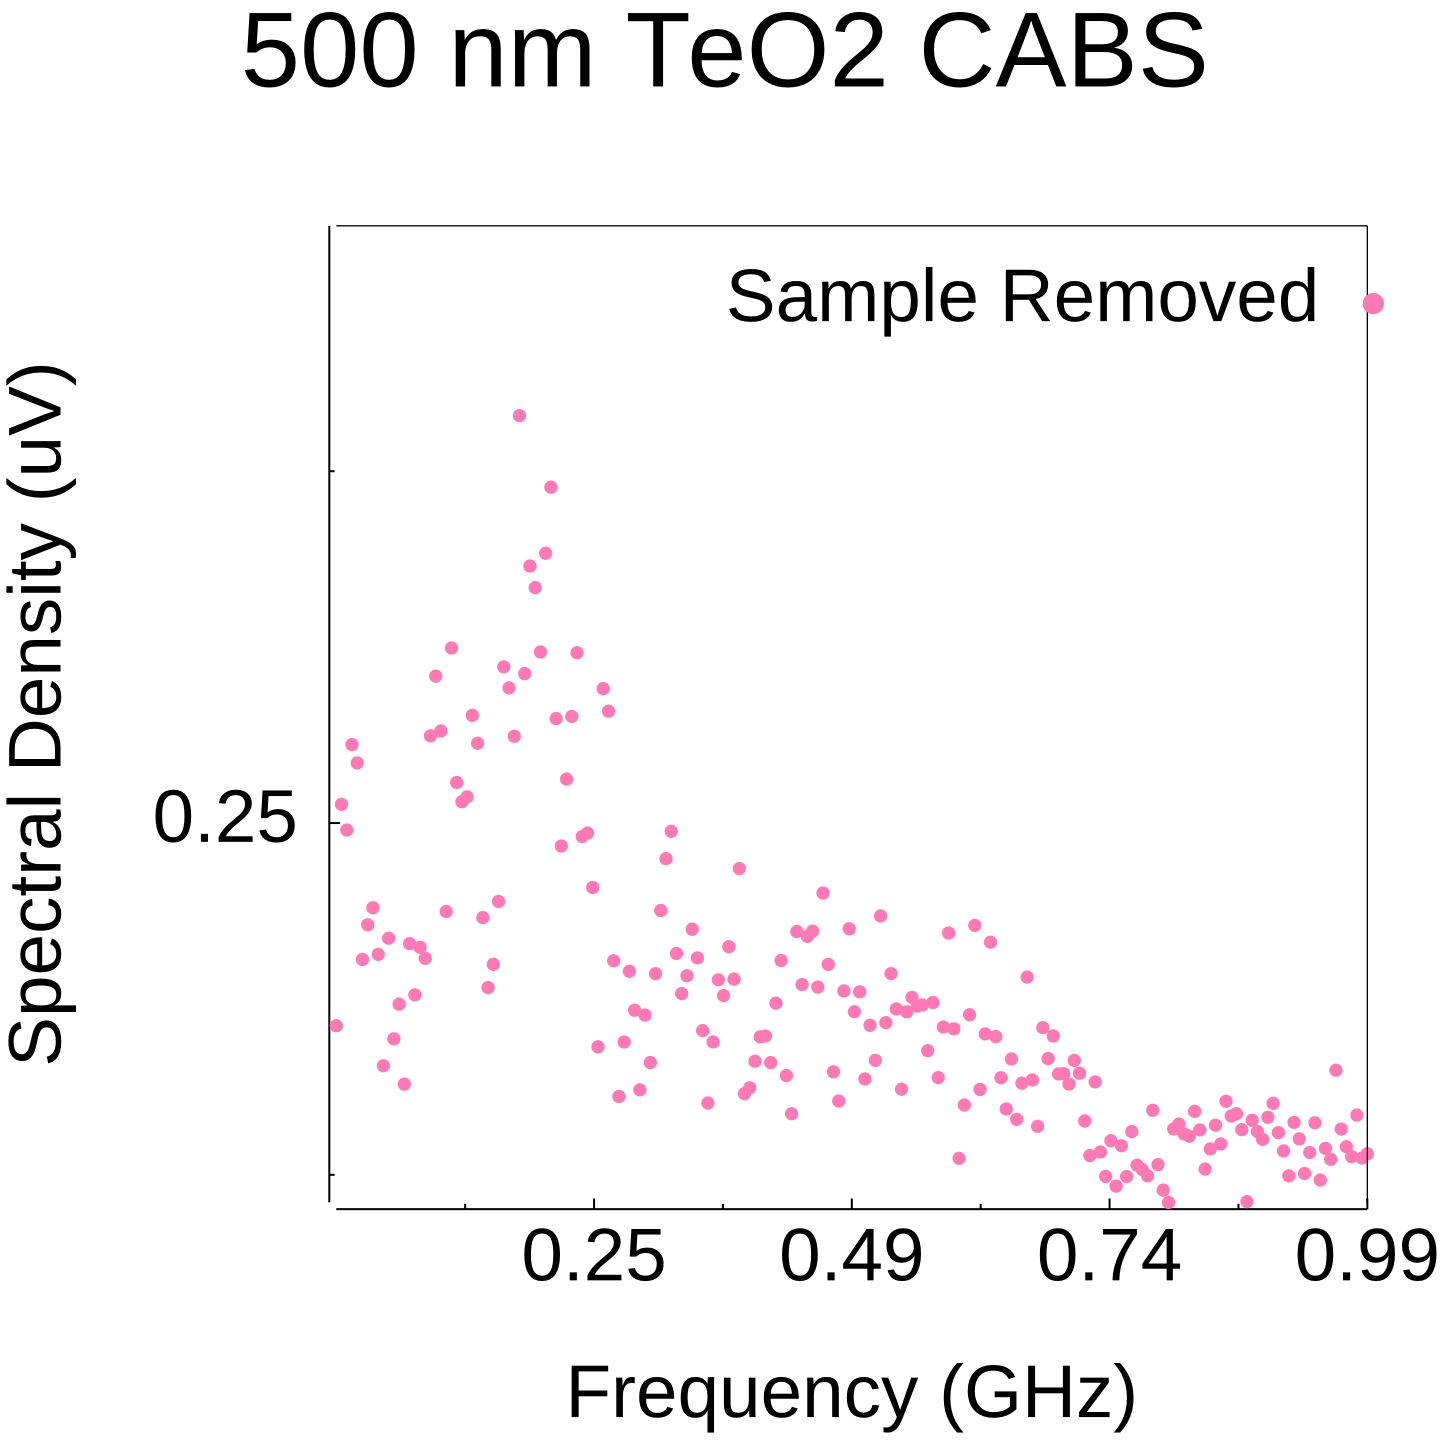 500 nm TeO2 CABS
Sample Removed
Spectral Density (uV)
0.25
0.25 0.49 0.74 0.99
Frequency (GHz)